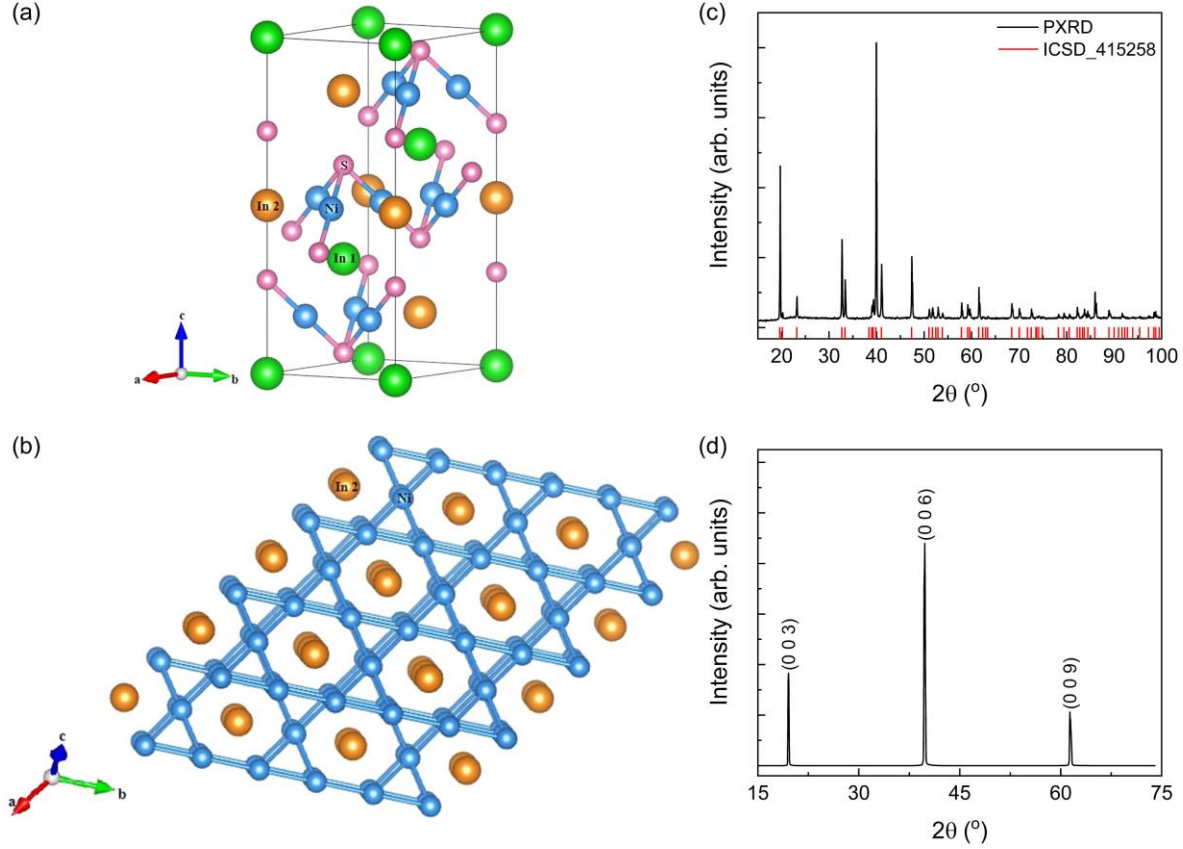 (a)
S
In 2
Ni
In 1
c
a
b
(b)
In 2
Ni
c
a
b
(c)
PXRD
ICSD_415258
Intensity (arb. units)
20 30 40 50 60 70 80 90 100
2θ (°)
(d)
(0 0 3)
(0 0 6)
(0 0 9)
Intensity (arb. units)
15 30 45 60 75
2θ (°)